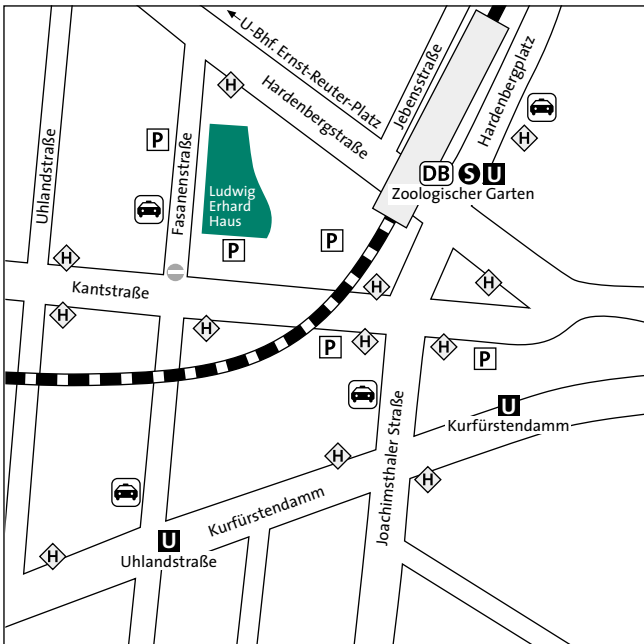 U-Bhf. Ernst-Reuter-Platz
Jebensstraße
Hardenbergplatz
Hardenbergstraße
H
H
P
DB S U
Zoologischer Garten
Uhlandstraße
Fasanenstraße
Ludwig
Erhard
Haus
P
P
H
H
H
Kantstraße
H
H
P
H
H
P
U
Kurfürstendamm
Joachimsthaler Straße
H
H
Kurfürstendamm
U
Uhlandstraße
H